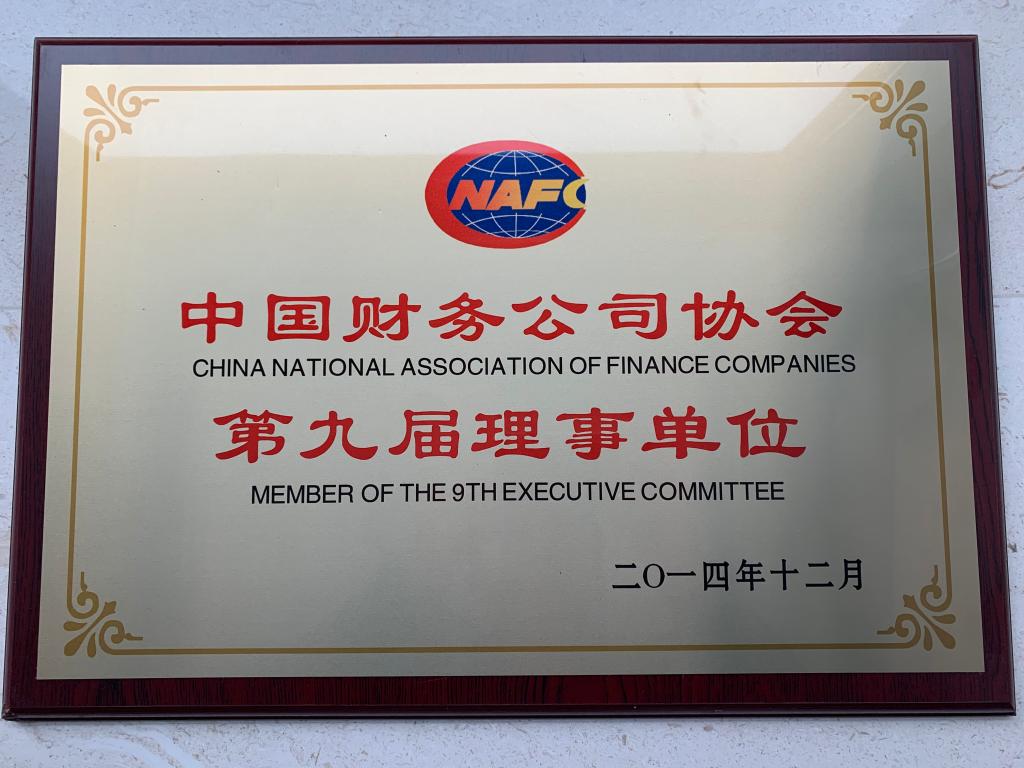 NAFC
中国财务公司协会
CHINA NATIONAL ASSOCIATION OF FINANCE COMPANIES
第九届理事单位
MEMBER OF THE 9TH EXECUTIVE COMMITTEE
二〇一四年十二月